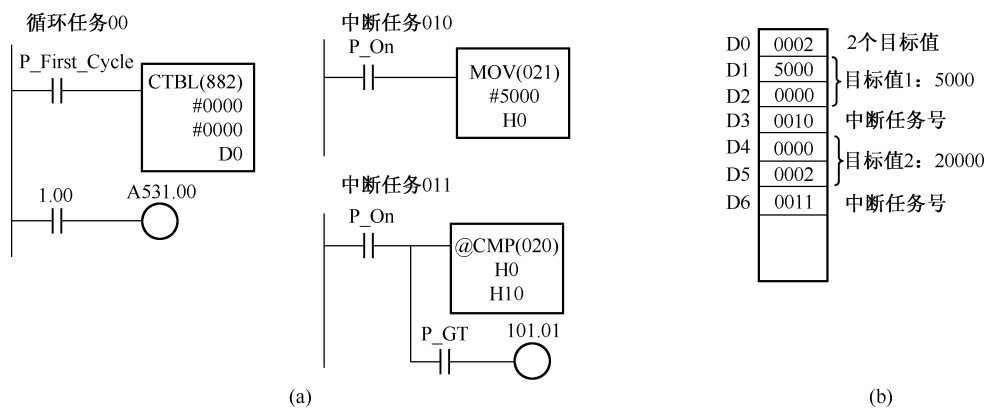 循环任务00
P_First_Cycle
CTBL(882)
#0000
#0000
D0
1.00
A531.00
中断任务010
P_On
MOV(021)
#5000
H0
中断任务011
P_On
@CMP(020)
H0
H10
P_GT
101.01
(a)
D0 0002 2个目标值
D1 5000
D2 0000
目标值1：5000
D3 0010 中断任务号
D4 0000
D5 0002
目标值2：20000
D6 0011 中断任务号
(b)